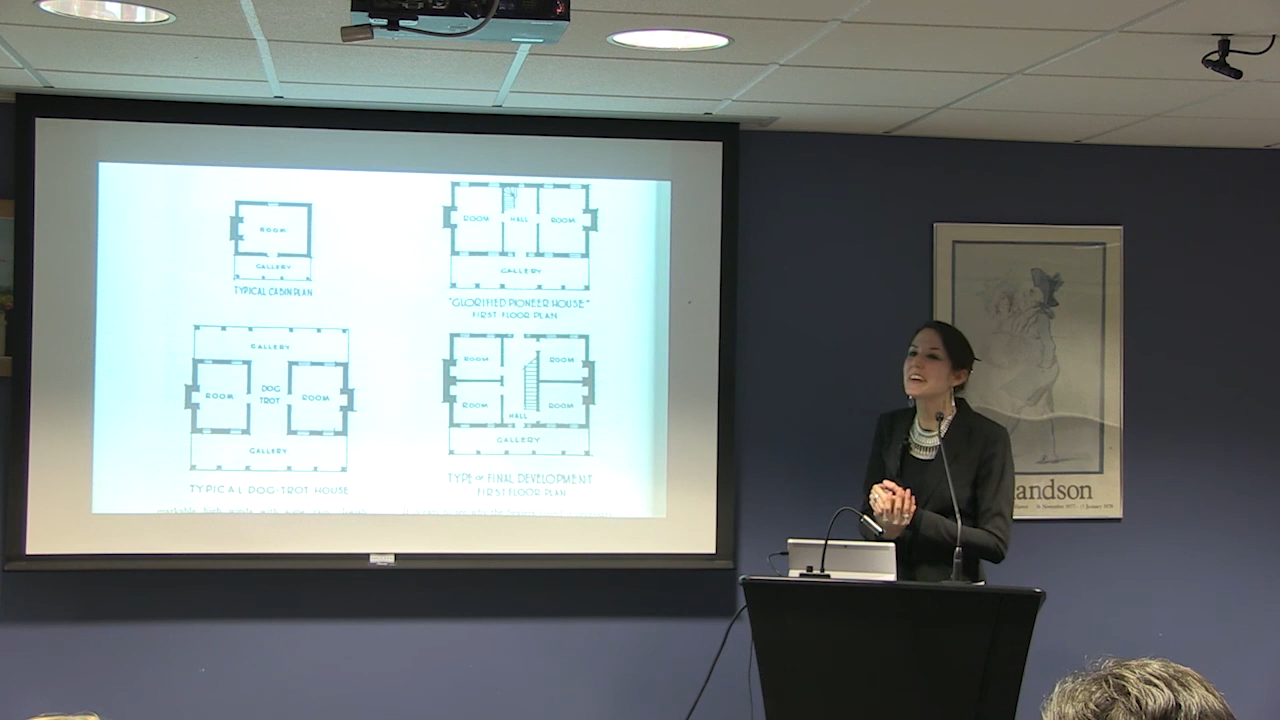 ROOM
GALLERY
TYPICAL CABIN PLAN
ROOM
HALL
ROOM
GALLERY
"GLORIFIED PIONEER HOUSE"
FIRST FLOOR PLAN
GALLERY
ROOM
DOG
TROT
ROOM
GALLERY
TYPICAL DOG-TROT HOUSE
ROOM
ROOM
ROOM
ROOM
HALL
GALLERY
TYPE OF FINAL DEVELOPMENT
FIRST FLOOR PLAN
andson